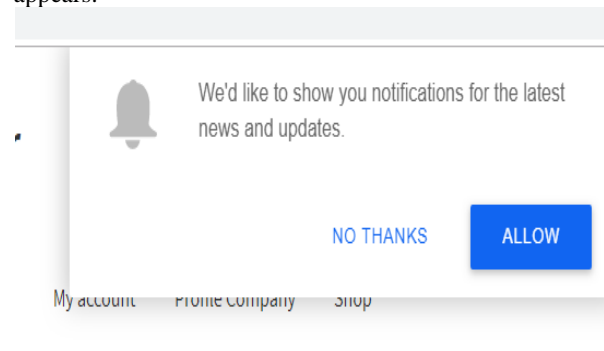 appears.
We'd like to show you notifications for the latest
news and updates.
NO THANKS
ALLOW
My account
Profile Company
Shop